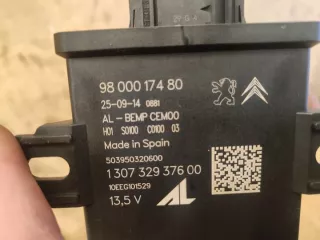 98 000 174 80
25-09-14 0881
AL-BEMP CEM00
H01 S0100 C0100 03
Made in Spain
503950320600
1 307 329 376 00
10EEG101529
13,5 V AL